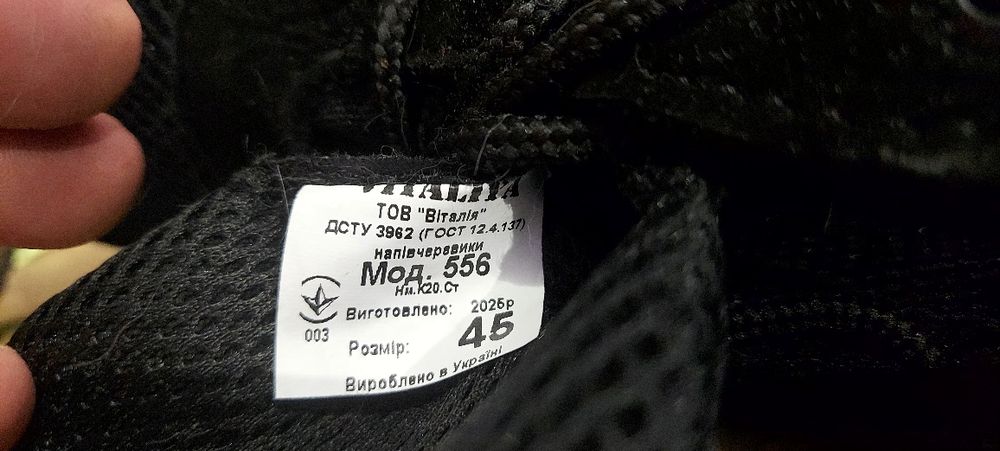 VITALIYA
ТОВ "Віталія"
ДСТУ 3962 (ГОСТ 12.4.137)
напівчеревики
Мод. 556
Нм.К20.Ст
003
Виготовлено: 2025р
Розмір: 45
Вироблено в Україні